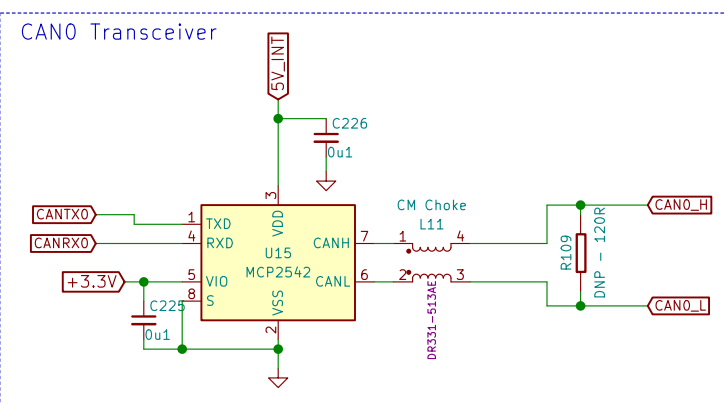 CAN0 Transceiver
5V_INT
C226
0u1
3
CANTX0
1
TXD
VDD
CAN0_H
CM Choke
L11
CANRX0
4
RXD
U15
CANH
7
1
4
R109
DNP - 120R
MCP2542
+3.3V
5
VIO
CANL
6
2
3
8
S
C225
0u1
VSS
2
DR331-513AE
CAN0_L